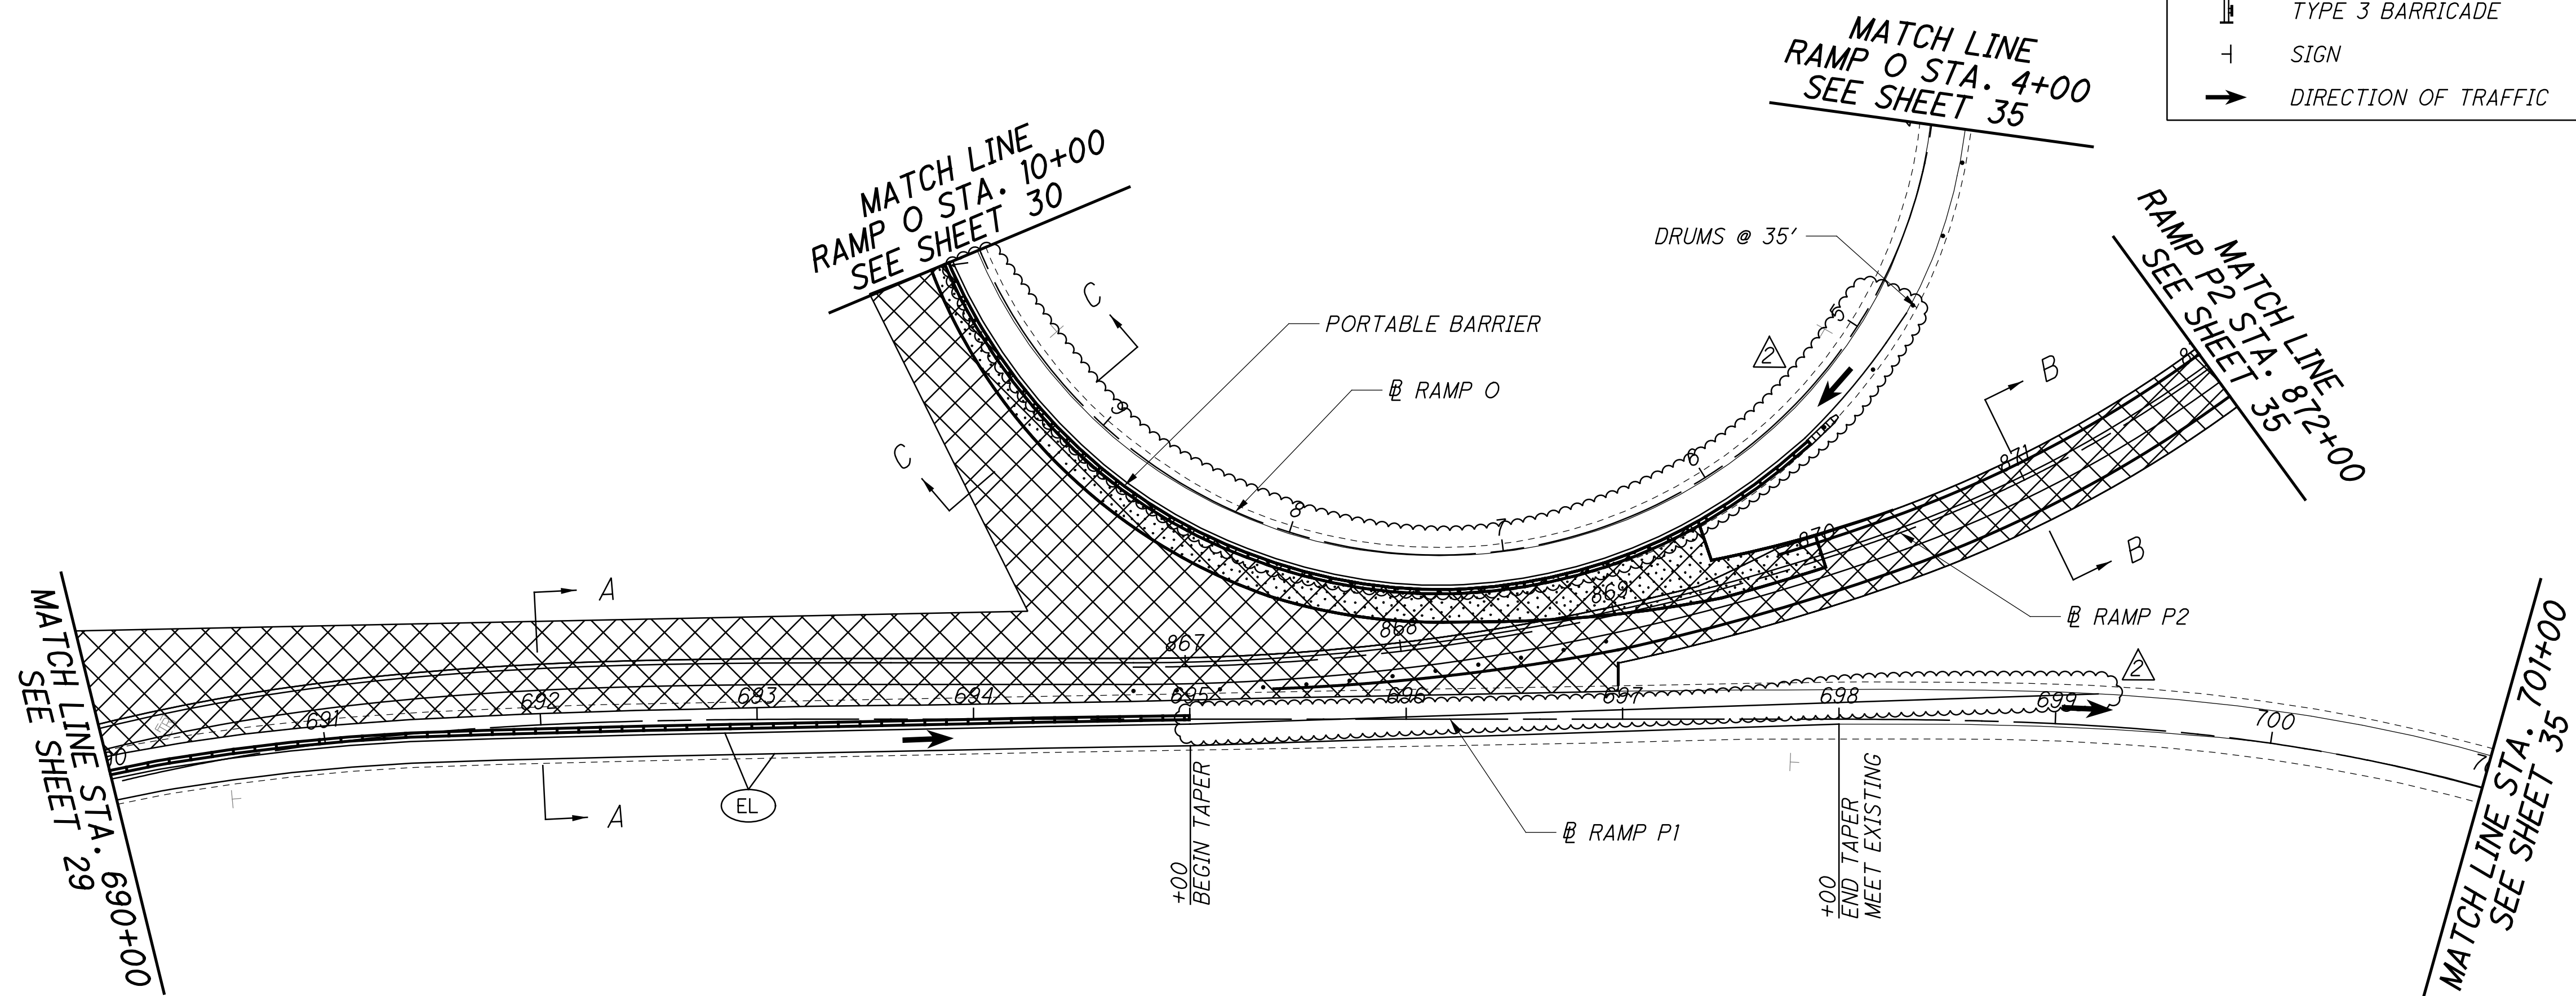 TYPE 3 BARRICADE
SIGN
DIRECTION OF TRAFFIC
MATCH LINE
RAMP O STA. 4+00
SEE SHEET 35
MATCH LINE
RAMP O STA. 10+00
SEE SHEET 30
MATCH LINE
RAMP P2 STA. 872+00
SEE SHEET 35
DRUMS @ 35'
PORTABLE BARRIER
RAMP O
C
C
5
6
7
8
9
2
B
B
871
870
869
868
867
RAMP P2
2
A
A
691
692
683
694
695
696
697
698
699
700
EL
RAMP P1
+00
BEGIN TAPER
+00
END TAPER
MEET EXISTING
MATCH LINE STA. 690+00
SEE SHEET 29
MATCH LINE STA. 701+00
SEE SHEET 35